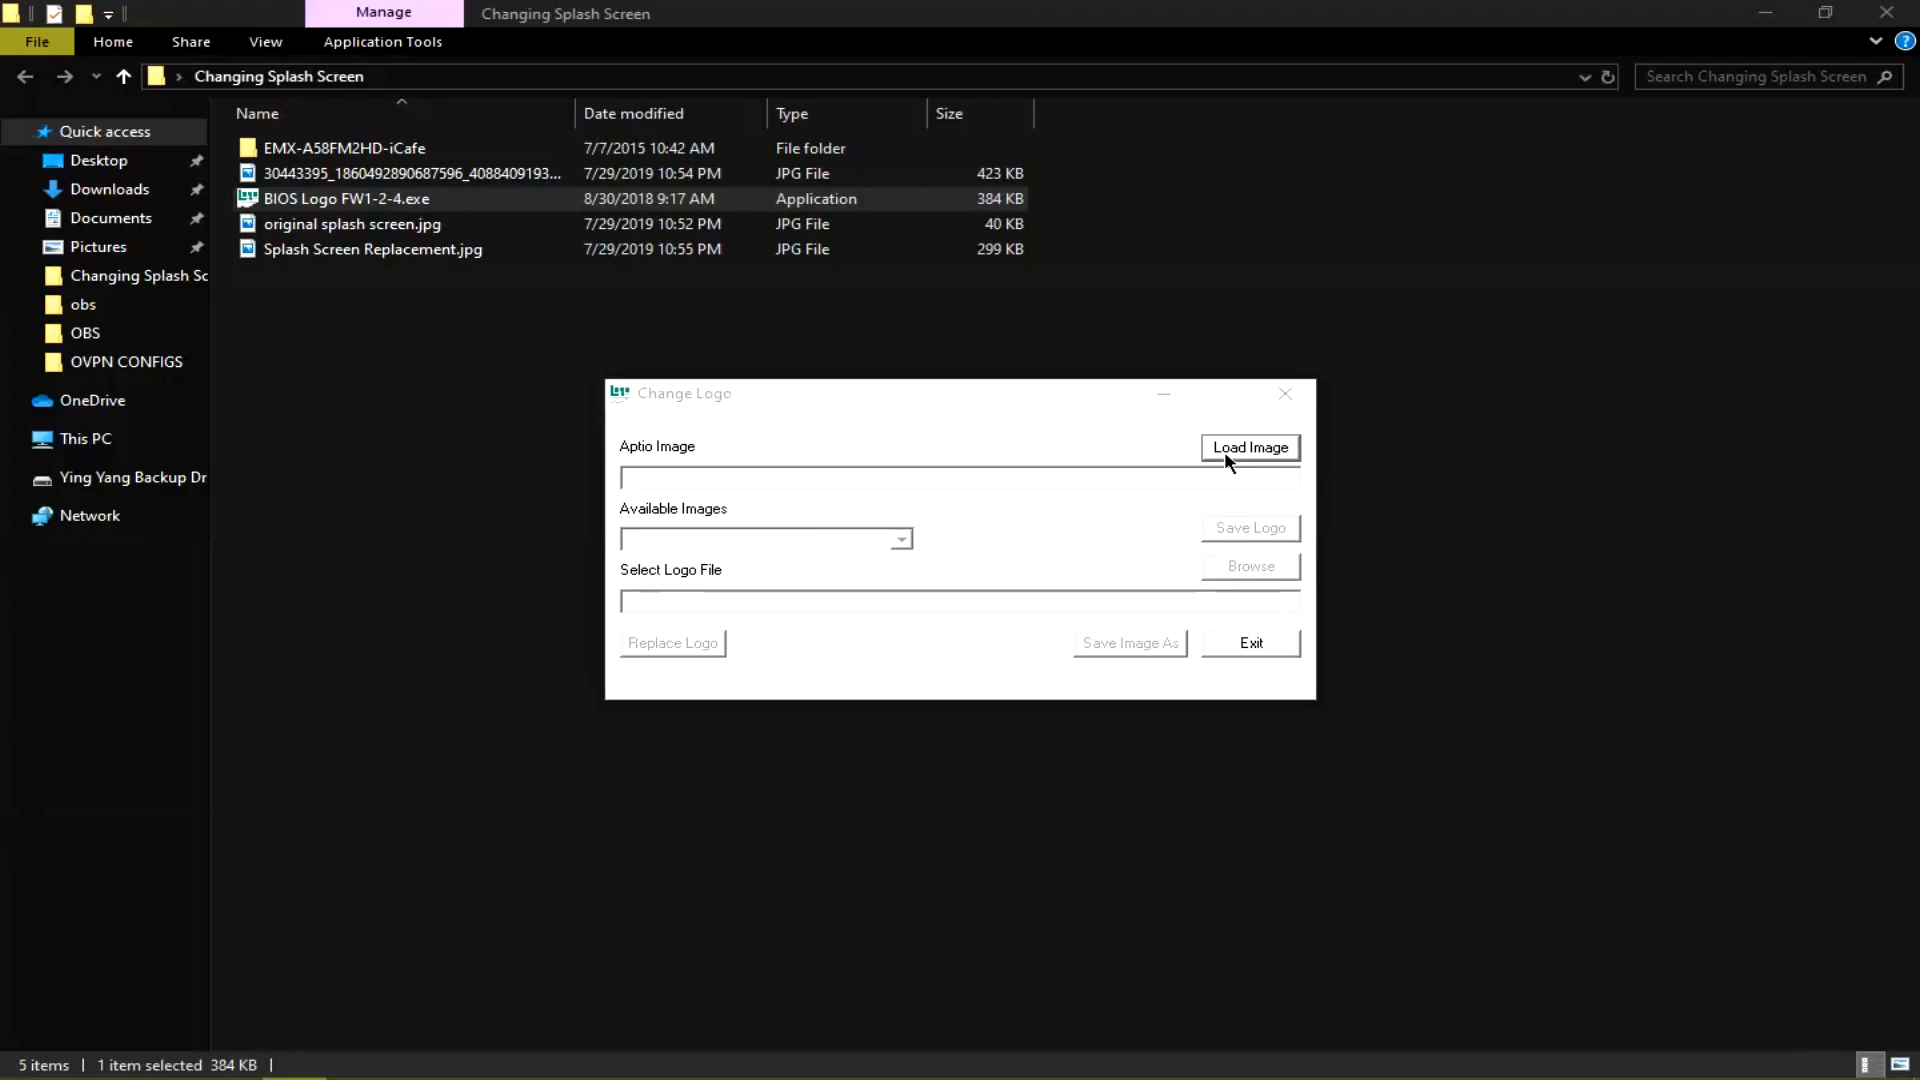 Manage
Changing Splash Screen
File
Home
Share
View
Application Tools
Changing Splash Screen
Search Changing Splash Screen
Name
Date modified
Type
Size
Quick access
Desktop
Downloads
Documents
Pictures
Changing Splash Sc
obs
OBS
OVPN CONFIGS
OneDrive
This PC
Ying Yang Backup Dr
Network
EMX-A58FM2HD-iCafe 7/7/2015 10:42 AM File folder
30443395_1860492890687596_4088409193... 7/29/2019 10:54 PM JPG File 423 KB
BIOS Logo FW1-2-4.exe 8/30/2018 9:17 AM Application 384 KB
original splash screen.jpg 7/29/2019 10:52 PM JPG File 40 KB
Splash Screen Replacement.jpg 7/29/2019 10:55 PM JPG File 299 KB
Change Logo
Aptio Image
Load Image
Available Images
Save Logo
Browse
Select Logo File
Replace Logo
Save Image As
Exit
5 items
1 item selected 384 KB